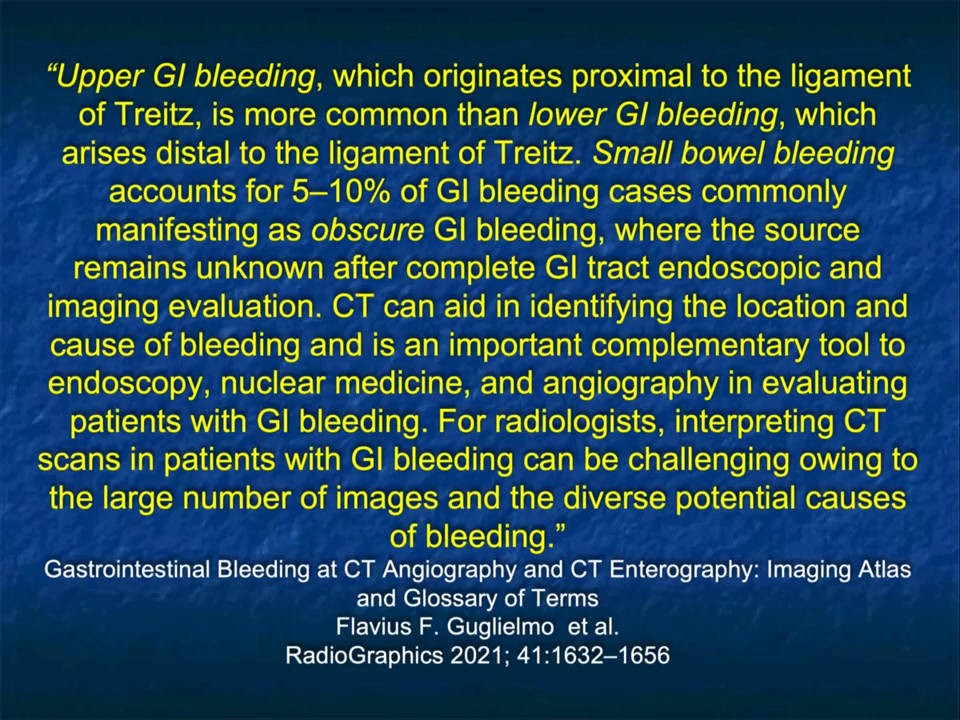 “Upper GI bleeding, which originates proximal to the ligament
of Treitz, is more common than lower GI bleeding, which
arises distal to the ligament of Treitz. Small bowel bleeding
accounts for 5–10% of GI bleeding cases commonly
manifesting as obscure GI bleeding, where the source
remains unknown after complete GI tract endoscopic and
imaging evaluation. CT can aid in identifying the location and
cause of bleeding and is an important complementary tool to
endoscopy, nuclear medicine, and angiography in evaluating
patients with GI bleeding. For radiologists, interpreting CT
scans in patients with GI bleeding can be challenging owing to
the large number of images and the diverse potential causes
of bleeding.”
Gastrointestinal Bleeding at CT Angiography and CT Enterography: Imaging Atlas
and Glossary of Terms
Flavius F. Guglielmo et al.
RadioGraphics 2021; 41:1632–1656